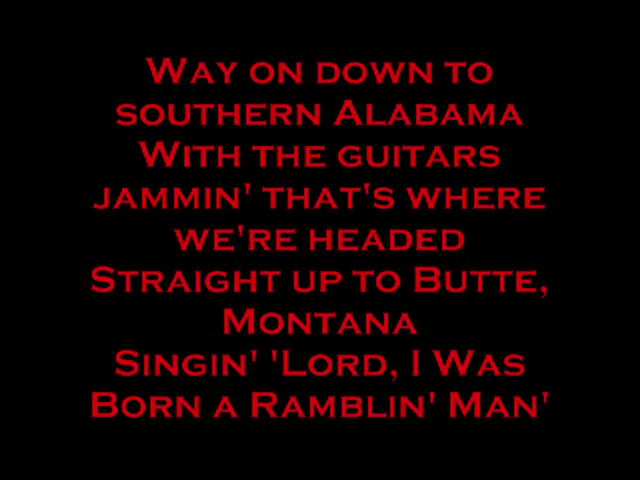 Way on down to
southern Alabama
With the guitars
jammin' that's where
we're headed
Straight up to Butte,
Montana
Singin' 'Lord, I Was
Born a Ramblin' Man'